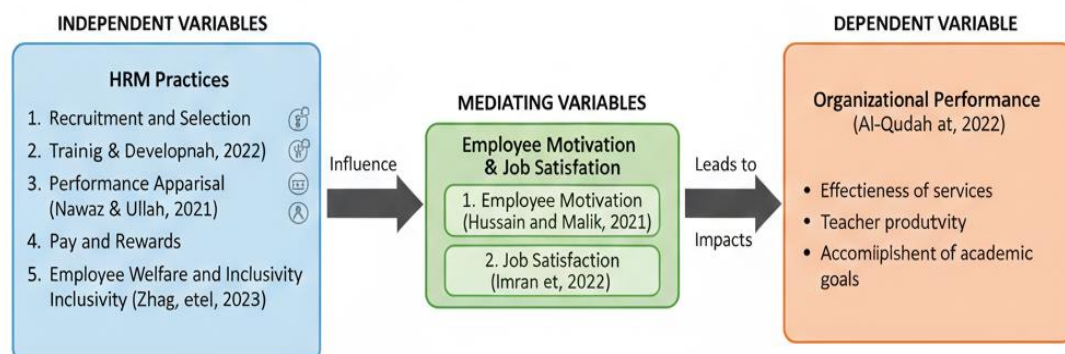 INDEPENDENT VARIABLES
HRM Practices
1. Recruitment and Selection
2. Trainig & Developnah, 2022)
3. Performance Apparisal
(Nawaz & Ullah, 2021)
4. Pay and Rewards
5. Employee Welfare and Inclusivity
Inclusivity (Zhag, etel, 2023)
Influence
MEDIATING VARIABLES
Employee Motivation
& Job Satisfation
1. Employee Motivation
(Hussain and Malik, 2021)
2. Job Satisfaction
(Imran et, 2022)
Leads to
Impacts
DEPENDENT VARIABLE
Organizational Performance
(Al-Qudah at, 2022)
• Effectieness of services
• Teacher produtvity
• Accomlipshent of academic
goals